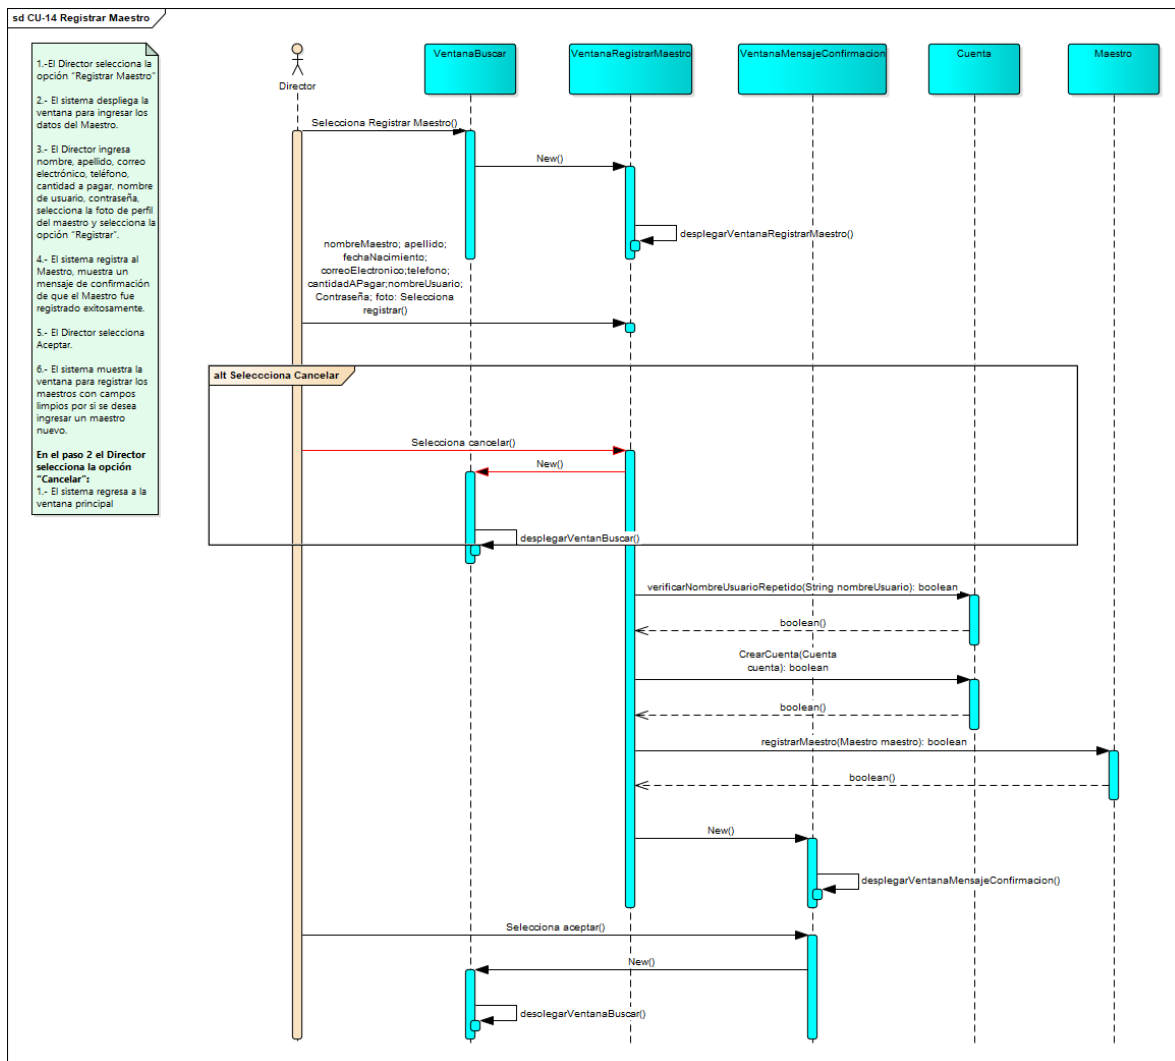 sd CU-14 Registrar Maestro
1.-El Director selecciona la
opción "Registrar Maestro"
2.- El sistema despliega la
ventana para ingresar los
datos del Maestro.
3.- El Director ingresa
nombre, apellido, correo
electrónico, teléfono,
cantidad a pagar, nombre
de usuario, contraseña,
selecciona la foto de perfil
del maestro y selecciona la
opción "Registrar".
4.- El sistema registra al
Maestro, muestra un
mensaje de confirmación
de que el Maestro fue
registrado exitosamente.
5.- El Director selecciona
Aceptar.
6.- El sistema muestra la
ventana para registrar los
maestros con campos
limpios por si se desea
ingresar un maestro
nuevo.
En el paso 2 el Director
selecciona la opción
"Cancelar":
1.- El sistema regresa a la
ventana principal
Director
VentanaBuscar
VentanaRegistrarMaestro
VentanaMensajeConfirmacion
Cuenta
Maestro
Selecciona Registrar Maestro()
New()
desplegarVentanaRegistrarMaestro()
nombreMaestro; apellido;
fechaNacimiento;
correoElectronico;telefono;
cantidadAPagar;nombreUsuario;
Contraseña; foto: Selecciona
registrar()
alt Seleccciona Cancelar
Selecciona cancelar()
New()
desplegarVentanBuscar()
verificarNombreUsuarioRepetido(String nombreUsuario): boolean
boolean()
CrearCuenta(Cuenta
cuenta): boolean
boolean()
registrarMaestro(Maestro maestro): boolean
boolean()
New()
desplegarVentanaMensajeConfirmacion()
Selecciona aceptar()
New()
desolegarVentanaBuscar()